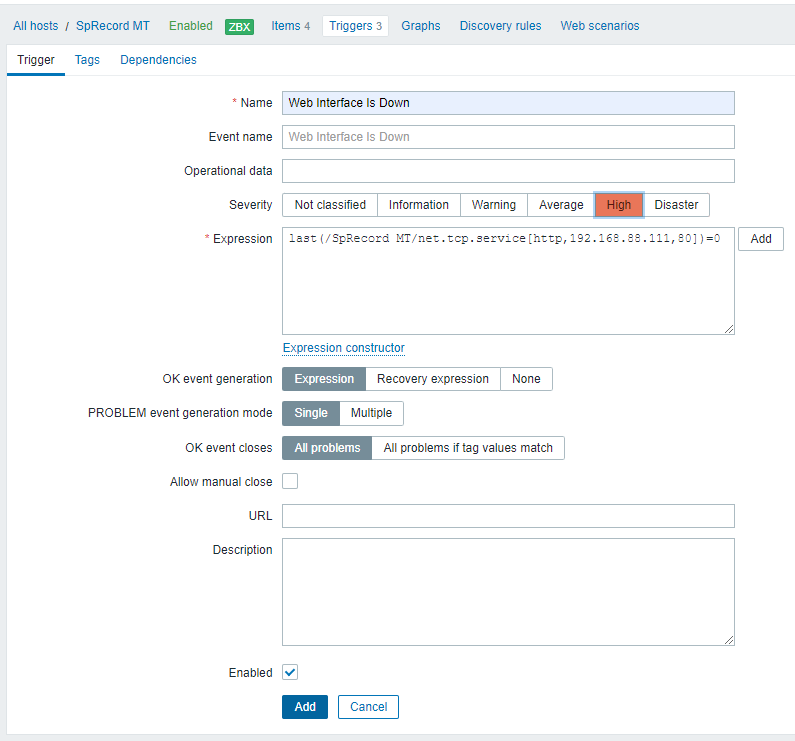 All hosts / SpRecord MT Enabled ZBX Items 4 Triggers 3 Graphs Discovery rules Web scenarios
Trigger Tags Dependencies
* Name Web Interface Is Down
Event name Web Interface Is Down
Operational data
Severity Not classified Information Warning Average High Disaster
* Expression last(/SpRecord MT/net.tcp.service[http,192.168.88.111,80])=0 Add
Expression constructor
OK event generation Expression Recovery expression None
PROBLEM event generation mode Single Multiple
OK event closes All problems All problems if tag values match
Allow manual close
URL
Description
Enabled
Add Cancel